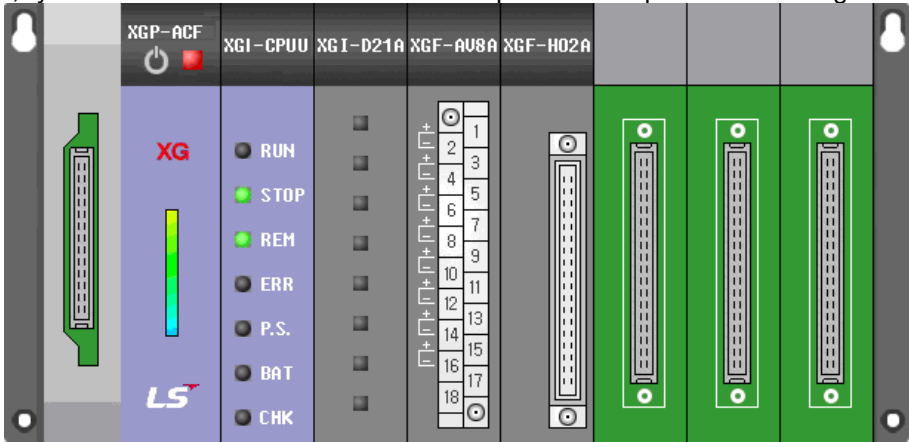 XGP-ACF
XGI-CPUU
XGI-D21A
XGF-AV8A
XGF-HO2A
XG
RUN
STOP
REM
ERR
P.S.
BAT
CHK
LS
+
-
+
-
+
-
+
-
+
-
+
-
+
-
+
-
1
2
3
4
5
6
7
8
9
10
11
12
13
14
15
16
17
18